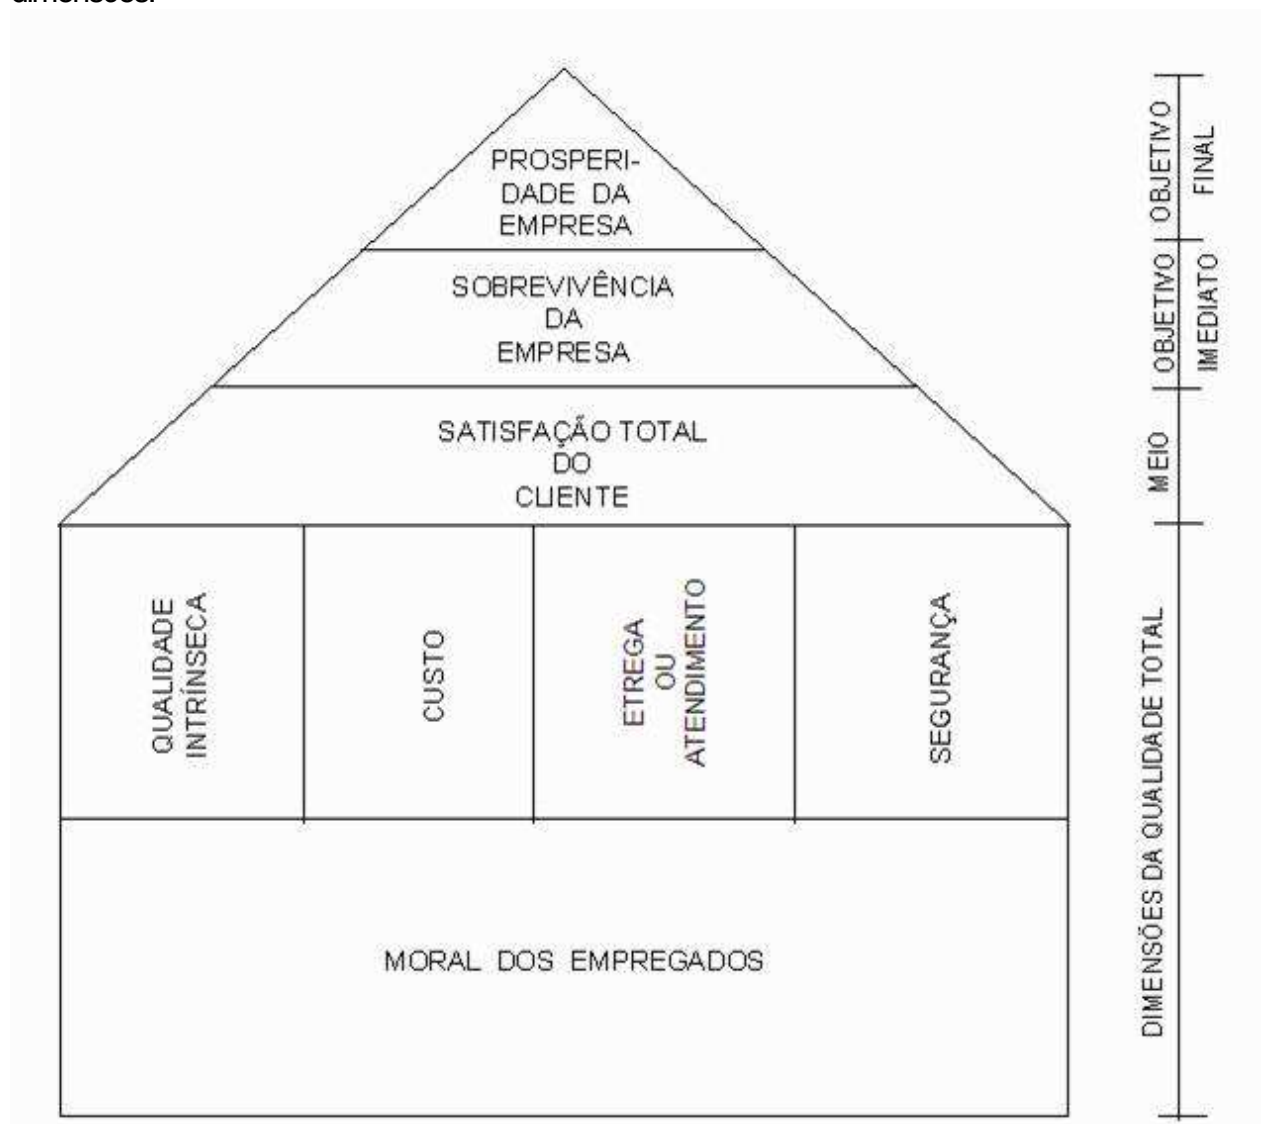 dimensões.
PROSPERI-
DADE DA
EMPRESA
SOBREVIVÊNCIA
DA
EMPRESA
SATISFAÇÃO TOTAL
DO
CLIENTE
QUALIDADE
INTRÍNSECA
CUSTO
ETREGA
OU
ATENDIMENTO
SEGURANÇA
MORAL DOS EMPREGADOS
OBJETIVO
FINAL
OBJETIVO
IMEDIATO
MEIO
DIMENSÕES DA QUALIDADE TOTAL